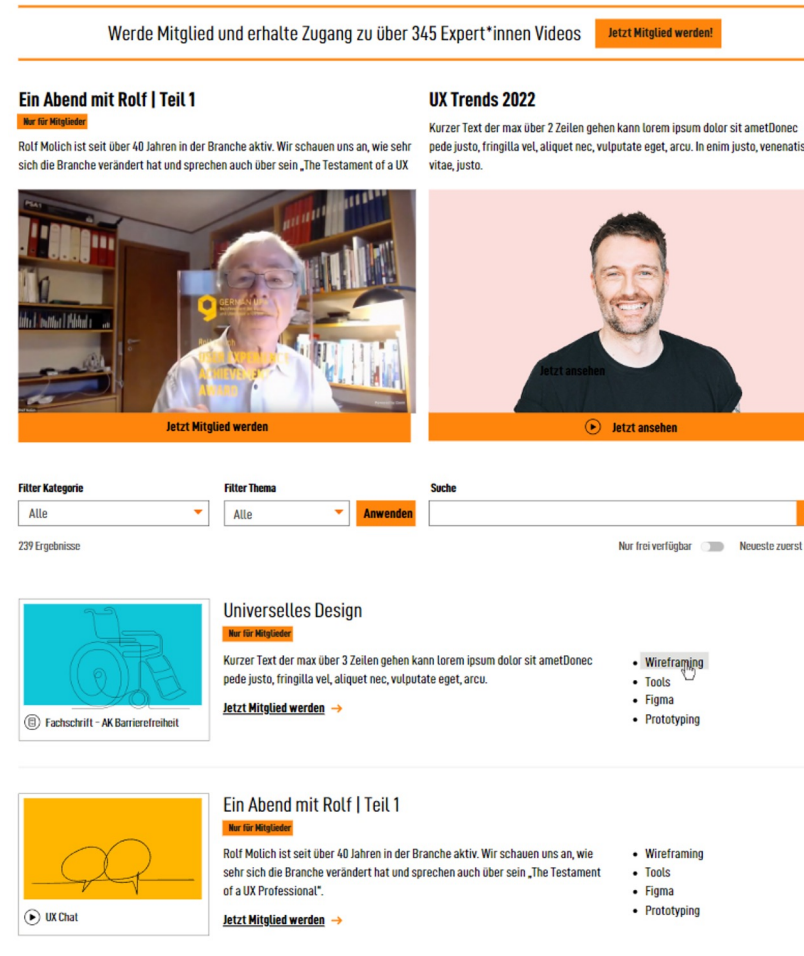 Werde Mitglied und erhalte Zugang zu über 345 Expert*innen Videos
Jetzt Mitglied werden!
Ein Abend mit Rolf | Teil 1
Nur für Mitglieder
Rolf Molich ist seit über 40 Jahren in der Branche aktiv. Wir schauen uns an, wie sehr
sich die Branche verändert hat und sprechen auch über sein „The Testament of a UX
GERMAN UPA
USER EXPERIENCE
ACHIEVEMENT
AWARD
Jetzt Mitglied werden
UX Trends 2022
Kurzer Text der max über 2 Zeilen gehen kann lorem ipsum dolor sit ametDonec
pede justo, fringilla vel, aliquet nec, vulputate eget, arcu. In enim justo, venenatis
vitae, justo.
Jetzt ansehen
Jetzt ansehen
Filter Kategorie
Alle
Filter Thema
Alle
Anwenden
Suche
239 Ergebnisse
Nur frei verfügbar
Neueste zuerst
Universelles Design
Nur für Mitglieder
Kurzer Text der max über 3 Zeilen gehen kann lorem ipsum dolor sit ametDonec
pede justo, fringilla vel, aliquet nec, vulputate eget, arcu.
Jetzt Mitglied werden →
Fachschrift - AK Barrierefreiheit
• Wireframing
• Tools
• Figma
• Prototyping
Ein Abend mit Rolf | Teil 1
Nur für Mitglieder
Rolf Molich ist seit über 40 Jahren in der Branche aktiv. Wir schauen uns an, wie
sehr sich die Branche verändert hat und sprechen auch über sein „The Testament
of a UX Professional".
Jetzt Mitglied werden →
UX Chat
• Wireframing
• Tools
• Figma
• Prototyping